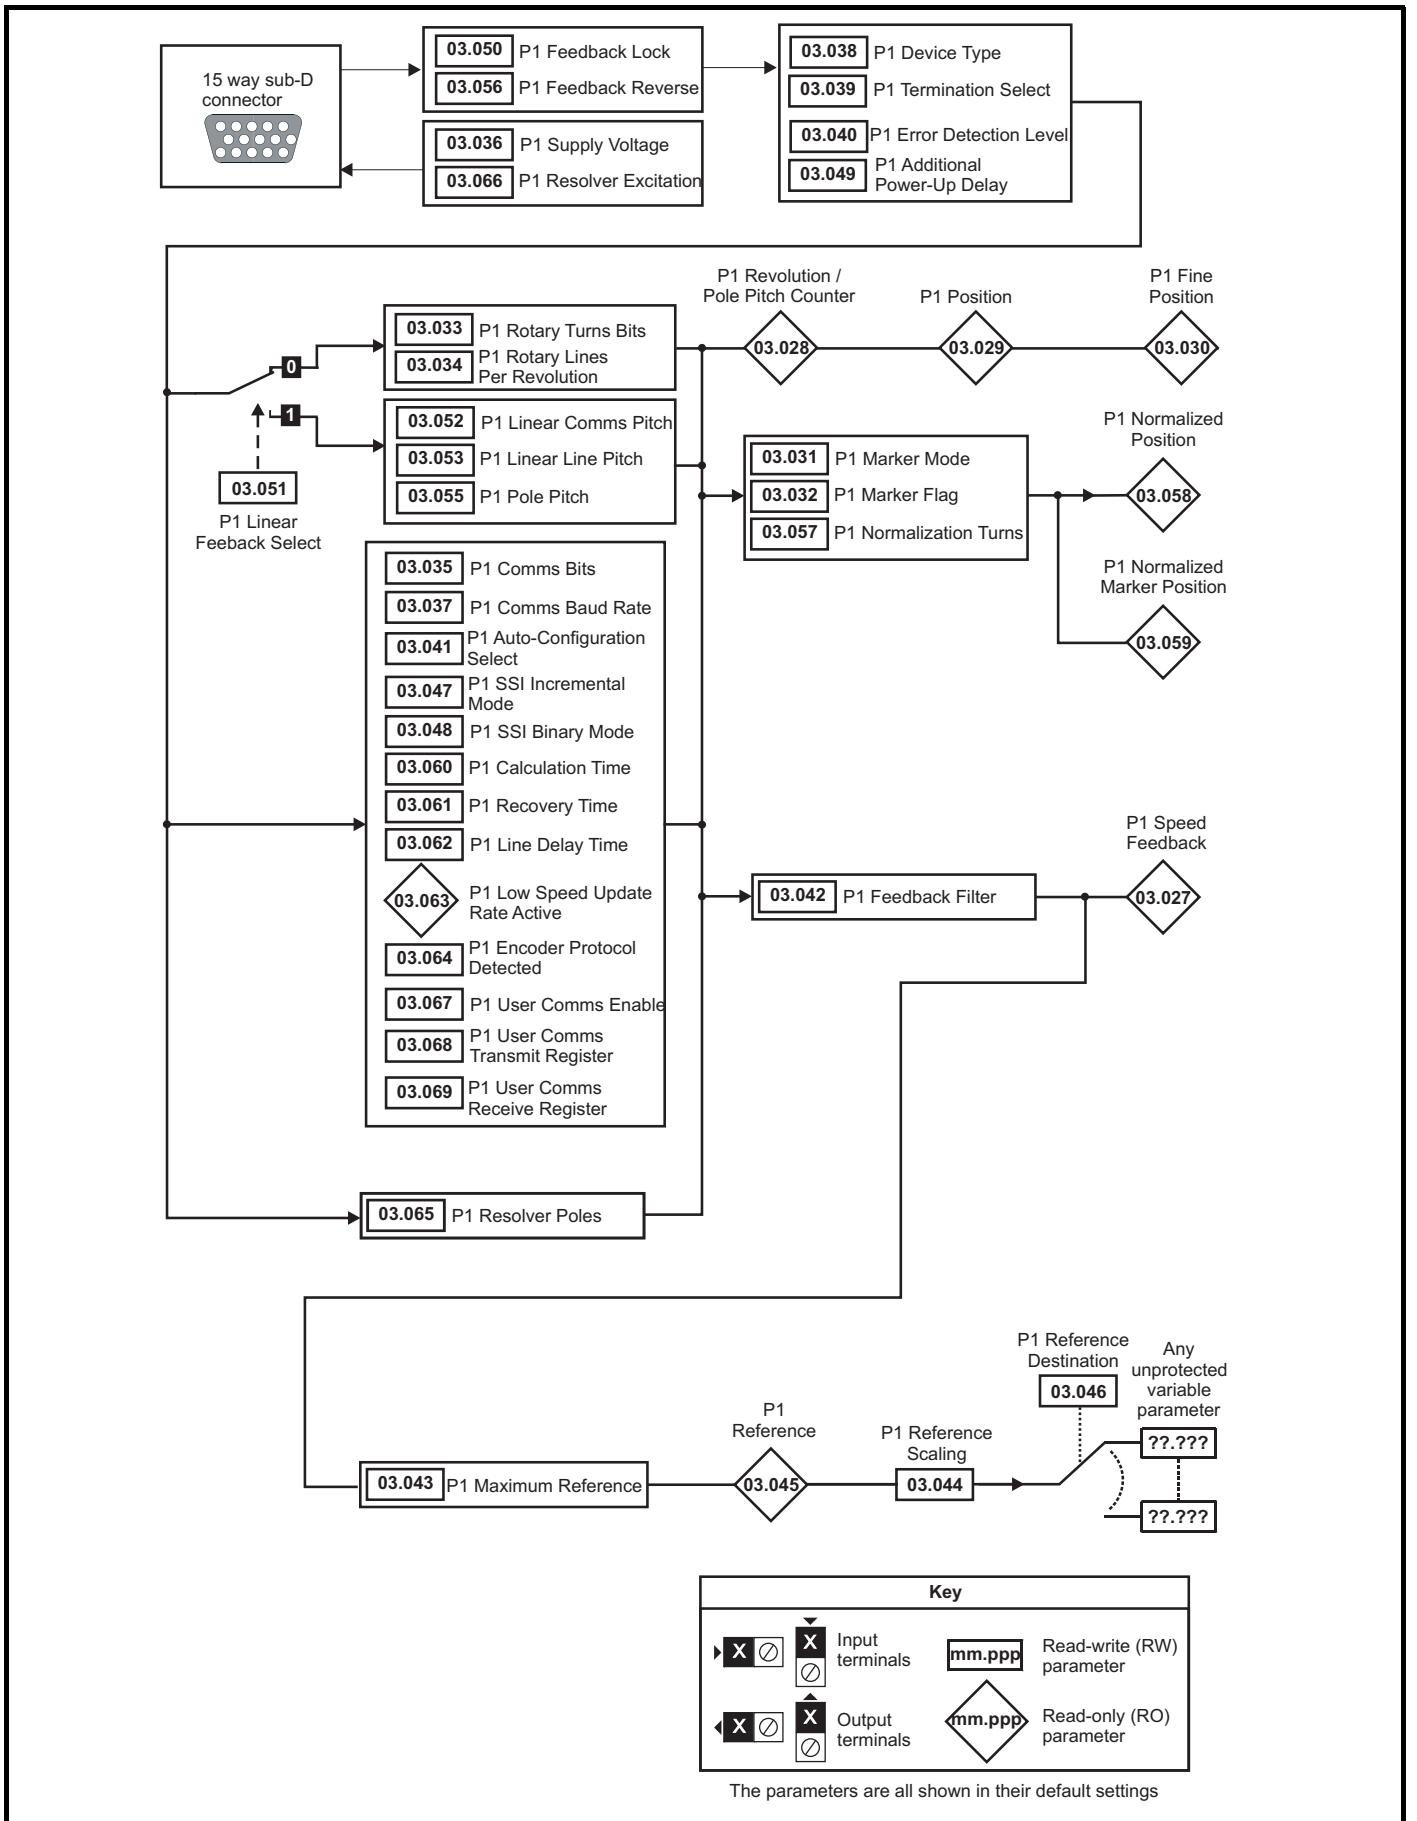 15 way sub-D
connector
03.050 P1 Feedback Lock
03.056 P1 Feedback Reverse
03.036 P1 Supply Voltage
03.066 P1 Resolver Excitation
03.038 P1 Device Type
03.039 P1 Termination Select
03.040 P1 Error Detection Level
03.049 P1 Additional
Power-Up Delay
P1 Revolution /
Pole Pitch Counter
03.028
P1 Position
03.029
P1 Fine
Position
03.030
0
1
03.051
P1 Linear
Feeback Select
03.033 P1 Rotary Turns Bits
03.034 P1 Rotary Lines
Per Revolution
03.052 P1 Linear Comms Pitch
03.053 P1 Linear Line Pitch
03.055 P1 Pole Pitch
03.031 P1 Marker Mode
03.032 P1 Marker Flag
03.057 P1 Normalization Turns
P1 Normalized
Position
03.058
P1 Normalized
Marker Position
03.059
03.035 P1 Comms Bits
03.037 P1 Comms Baud Rate
03.041 P1 Auto-Configuration
Select
03.047 P1 SSI Incremental
Mode
03.048 P1 SSI Binary Mode
03.060 P1 Calculation Time
03.061 P1 Recovery Time
03.062 P1 Line Delay Time
03.063 P1 Low Speed Update
Rate Active
03.064 P1 Encoder Protocol
Detected
03.067 P1 User Comms Enable
03.068 P1 User Comms
Transmit Register
03.069 P1 User Comms
Receive Register
03.042 P1 Feedback Filter
P1 Speed
Feedback
03.027
03.065 P1 Resolver Poles
03.043 P1 Maximum Reference
P1
Reference
03.045
P1 Reference
Scaling
03.044
P1 Reference
Destination
03.046
Any
unprotected
variable
parameter
??.???
??.???
Key
X
X
Input
terminals
mm.ppp
Read-write (RW)
parameter
X
X
Output
terminals
mm.ppp
Read-only (RO)
parameter
The parameters are all shown in their default settings